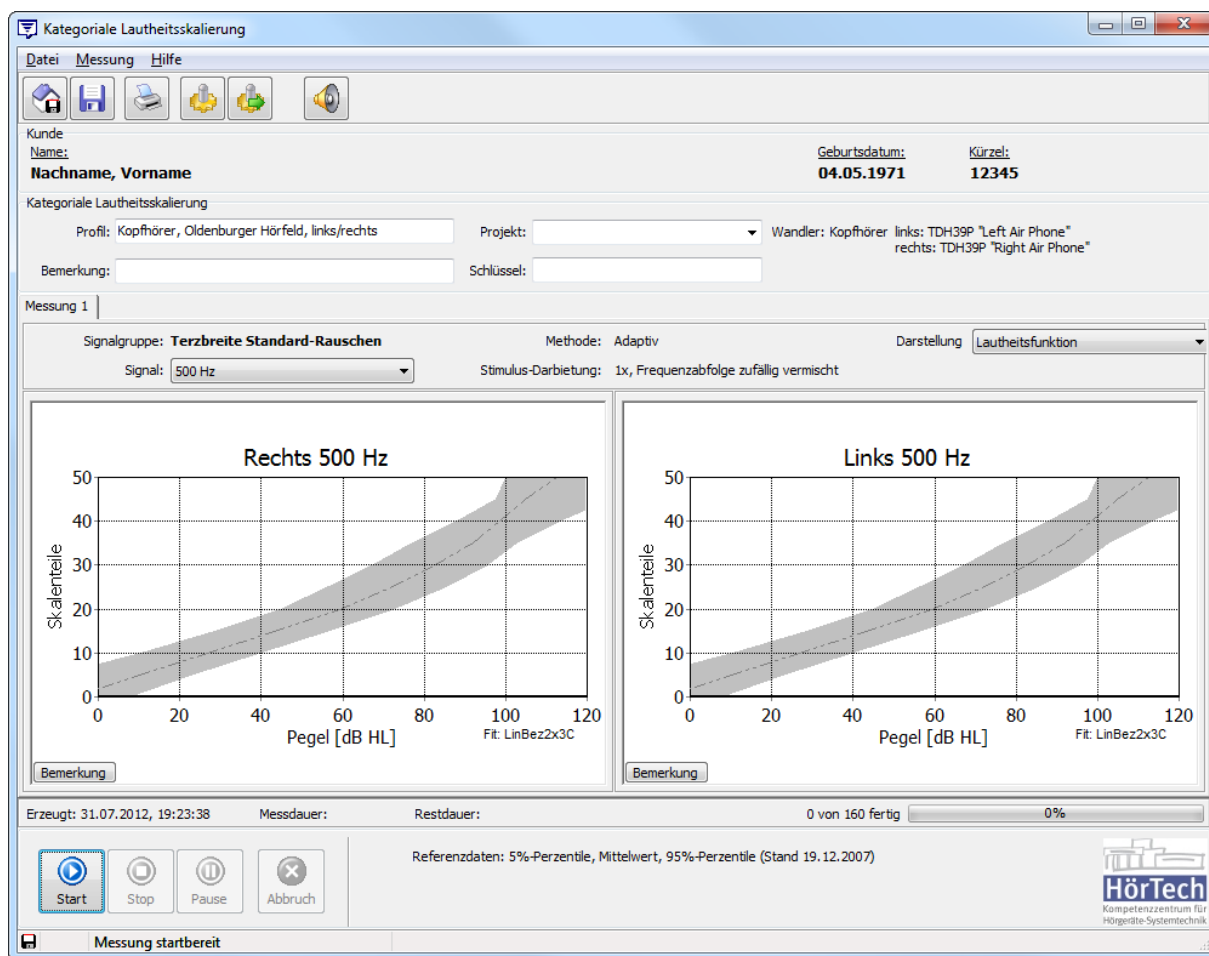 Kategoriale Lautheitsskalierung
Datei Messung Hilfe
Kunde
Name: Geburtsdatum: Kürzel:
Nachname, Vorname 04.05.1971 12345
Kategoriale Lautheitsskalierung
Profil: Kopfhörer, Oldenburger Hörfeld, links/rechts Projekt: Wandler: Kopfhörer links: TDH39P "Left Air Phone"
rechts: TDH39P "Right Air Phone"
Bemerkung: Schlüssel:
Messung 1
Signalgruppe: Terzbreite Standard-Rauschen Methode: Adaptiv Darstellung Lautheitsfunktion
Signal: 500 Hz Stimulus-Darbietung: 1x, Frequenzabfolge zufällig vermischt
Rechts 500 Hz
50
40
30
20
10
0
Skalenteile
0 20 40 60 80 100 120
Pegel [dB HL] Fit: LinBez2x3C
Bemerkung
Links 500 Hz
50
40
30
20
10
0
Skalenteile
0 20 40 60 80 100 120
Pegel [dB HL] Fit: LinBez2x3C
Bemerkung
Erzeugt: 31.07.2012, 19:23:38 Messdauer: Restdauer: 0 von 160 fertig 0%
Start Stop Pause Abbruch
Referenzdaten: 5%-Perzentile, Mittelwert, 95%-Perzentile (Stand 19.12.2007)
HörTech
Kompetenzzentrum für
Hörgeräte-Systemtechnik
Messung startbereit